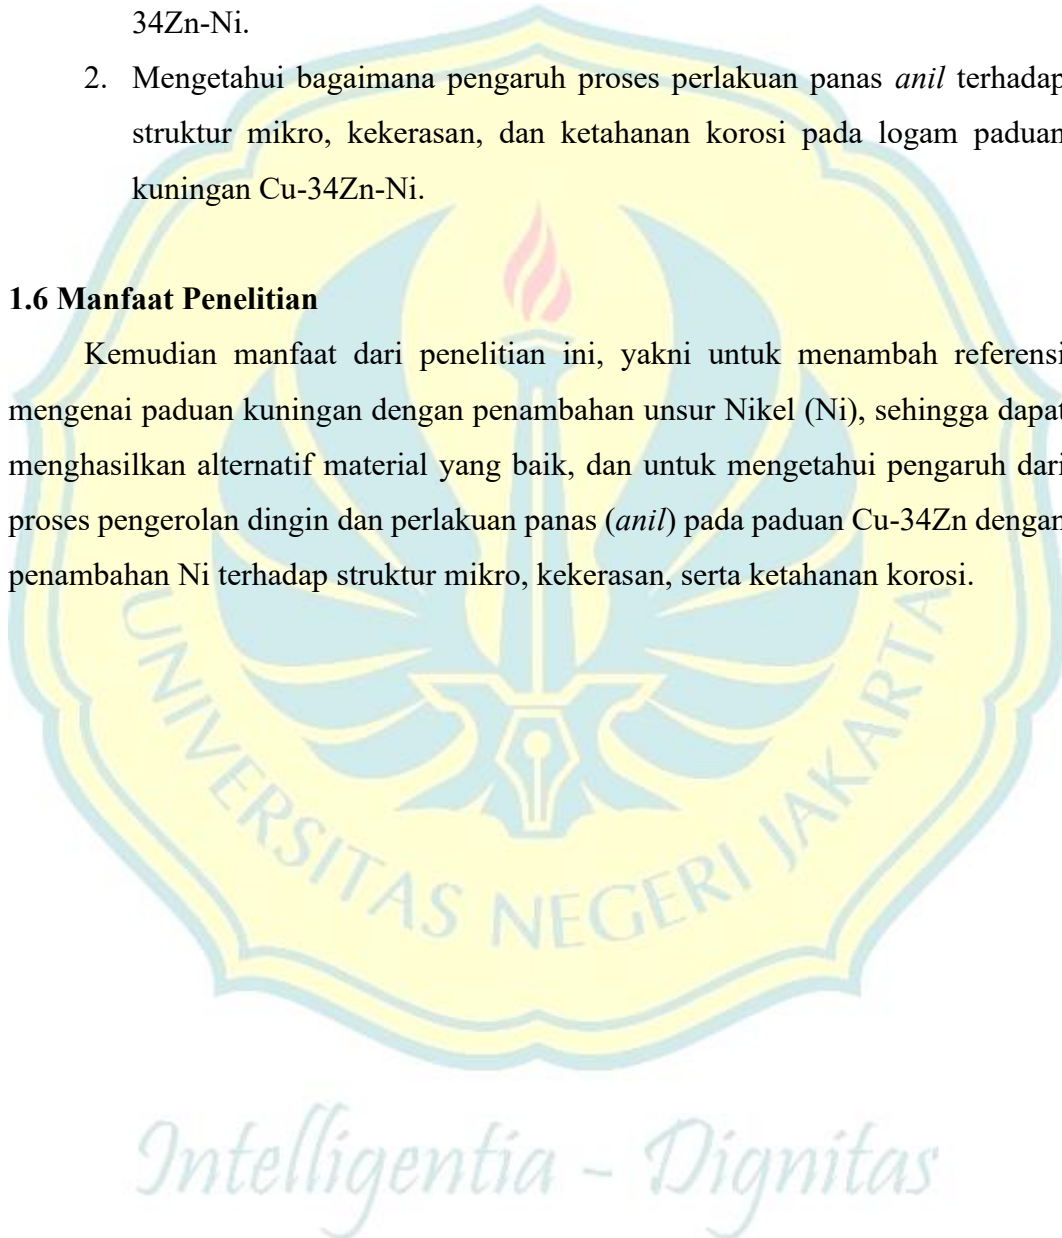 34Zn-Ni.
2. Mengetahui bagaimana pengaruh proses perlakuan panas anil terhadap
struktur mikro, kekerasan, dan ketahanan korosi pada logam paduan
kuningan Cu-34Zn-Ni.
1.6 Manfaat Penelitian
Kemudian manfaat dari penelitian ini, yakni untuk menambah referensi
mengenai paduan kuningan dengan penambahan unsur Nikel (Ni), sehingga dapat
menghasilkan alternatif material yang baik, dan untuk mengetahui pengaruh dari
proses pengerolan dingin dan perlakuan panas (anil) pada paduan Cu-34Zn dengan
penambahan Ni terhadap struktur mikro, kekerasan, serta ketahanan korosi.
UNIVERSITAS NEGERI JAKARTA
Intelligentia - Dignitas